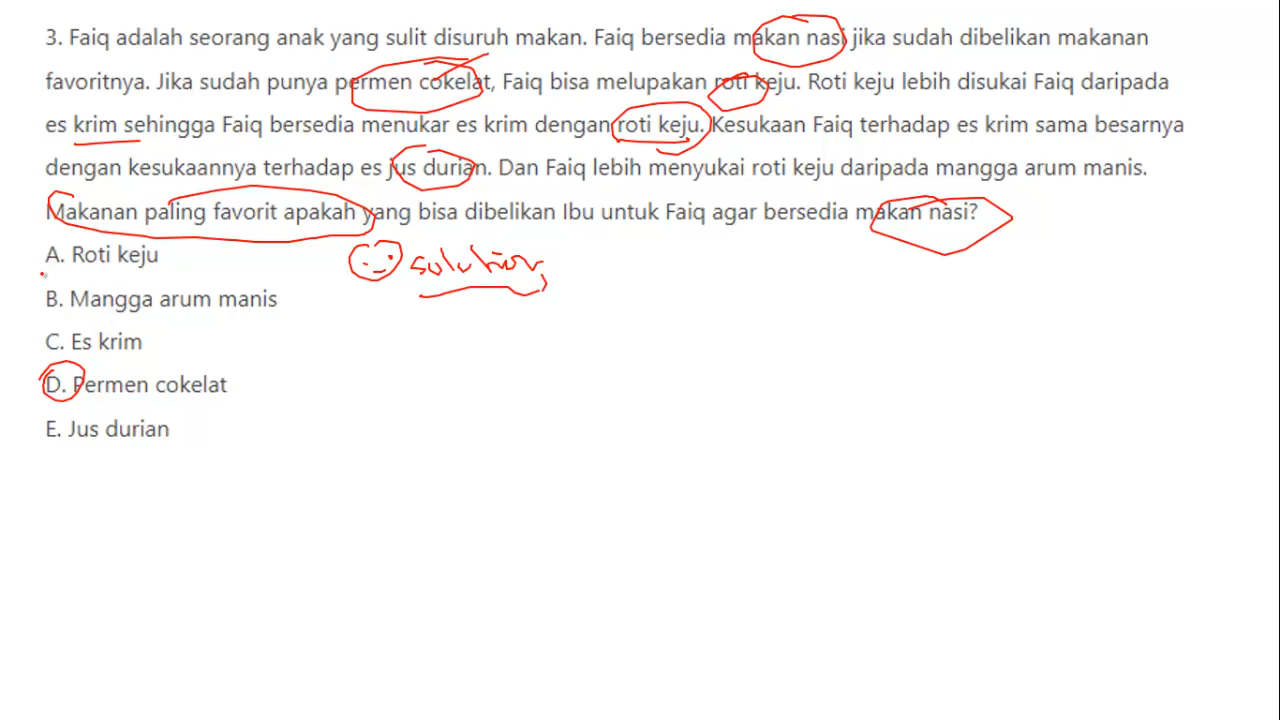 3. Faiq adalah seorang anak yang sulit disuruh makan. Faiq bersedia makan nasi jika sudah dibelikan makanan
favoritnya. Jika sudah punya permen cokelat, Faiq bisa melupakan roti keju. Roti keju lebih disukai Faiq daripada
es krim sehingga Faiq bersedia menukar es krim dengan roti keju. Kesukaan Faiq terhadap es krim sama besarnya
dengan kesukaannya terhadap es jus durian. Dan Faiq lebih menyukai roti keju daripada mangga arum manis.
Makanan paling favorit apakah yang bisa dibelikan Ibu untuk Faiq agar bersedia makan nasi?
A. Roti keju
solution
B. Mangga arum manis
C. Es krim
D. Permen cokelat
E. Jus durian